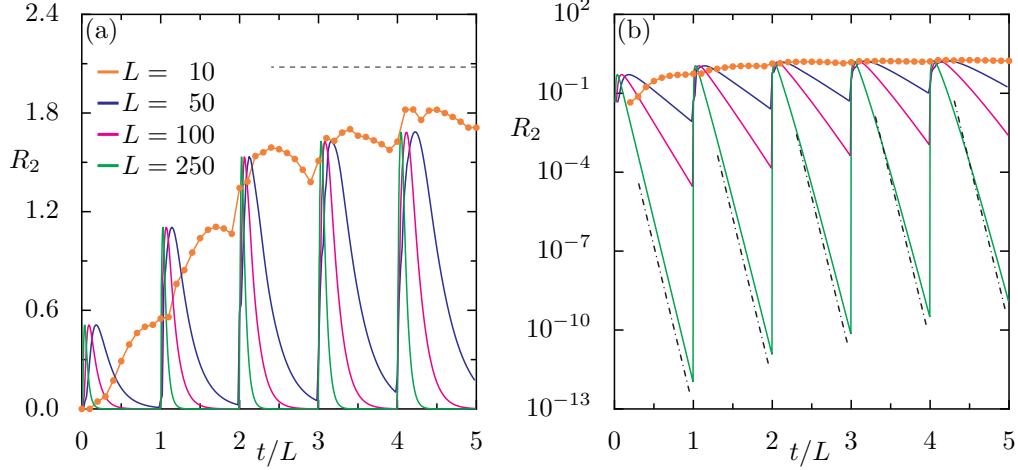 (a)
2.4
1.8
1.2
0.6
0.0
R₂
L = 10
L = 50
L = 100
L = 250
0 1 2 3 4 5
t/L
(b)
10²
10⁻¹
10⁻⁴
10⁻⁷
10⁻¹⁰
10⁻¹³
R₂
0 1 2 3 4 5
t/L